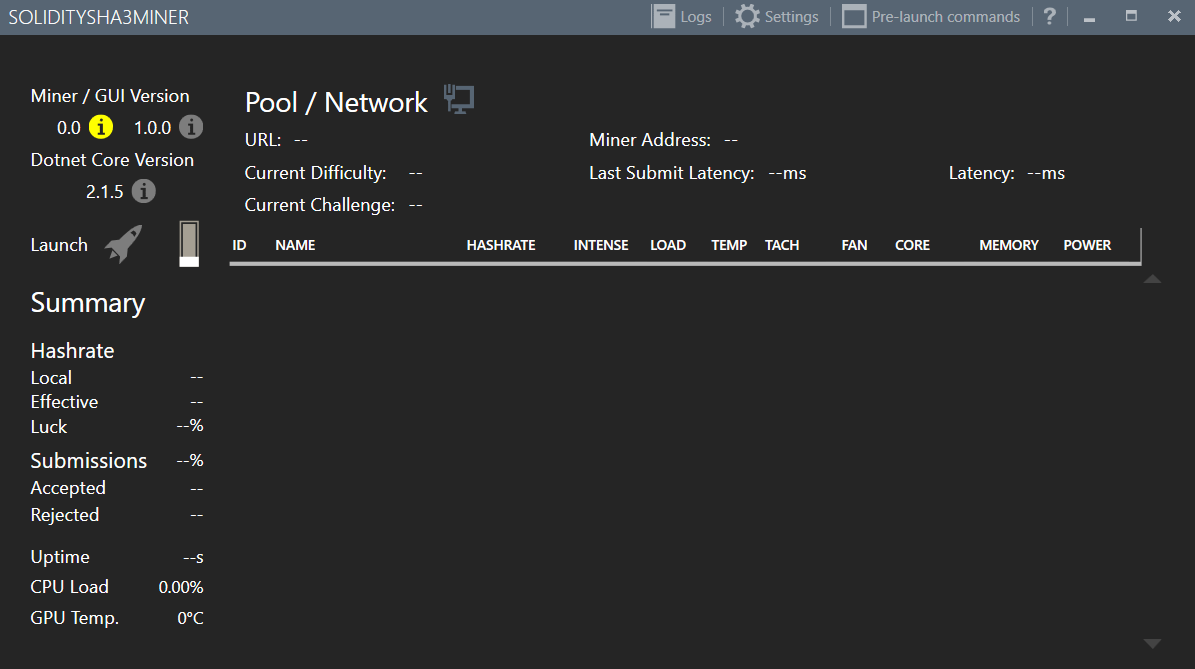 SOLIDITYSHA3MINER
Logs
Settings
Pre-launch commands
?
Miner / GUI Version
0.0 i 1.0.0 i
Dotnet Core Version
2.1.5 i
Launch
Pool / Network
URL: --
Miner Address: --
Current Difficulty: --
Last Submit Latency: --ms
Latency: --ms
Current Challenge: --
ID NAME HASHRATE INTENSE LOAD TEMP TACH FAN CORE MEMORY POWER
Summary
Hashrate
Local --
Effective --
Luck --%
Submissions --%
Accepted --
Rejected --
Uptime --s
CPU Load 0.00%
GPU Temp. 0°C